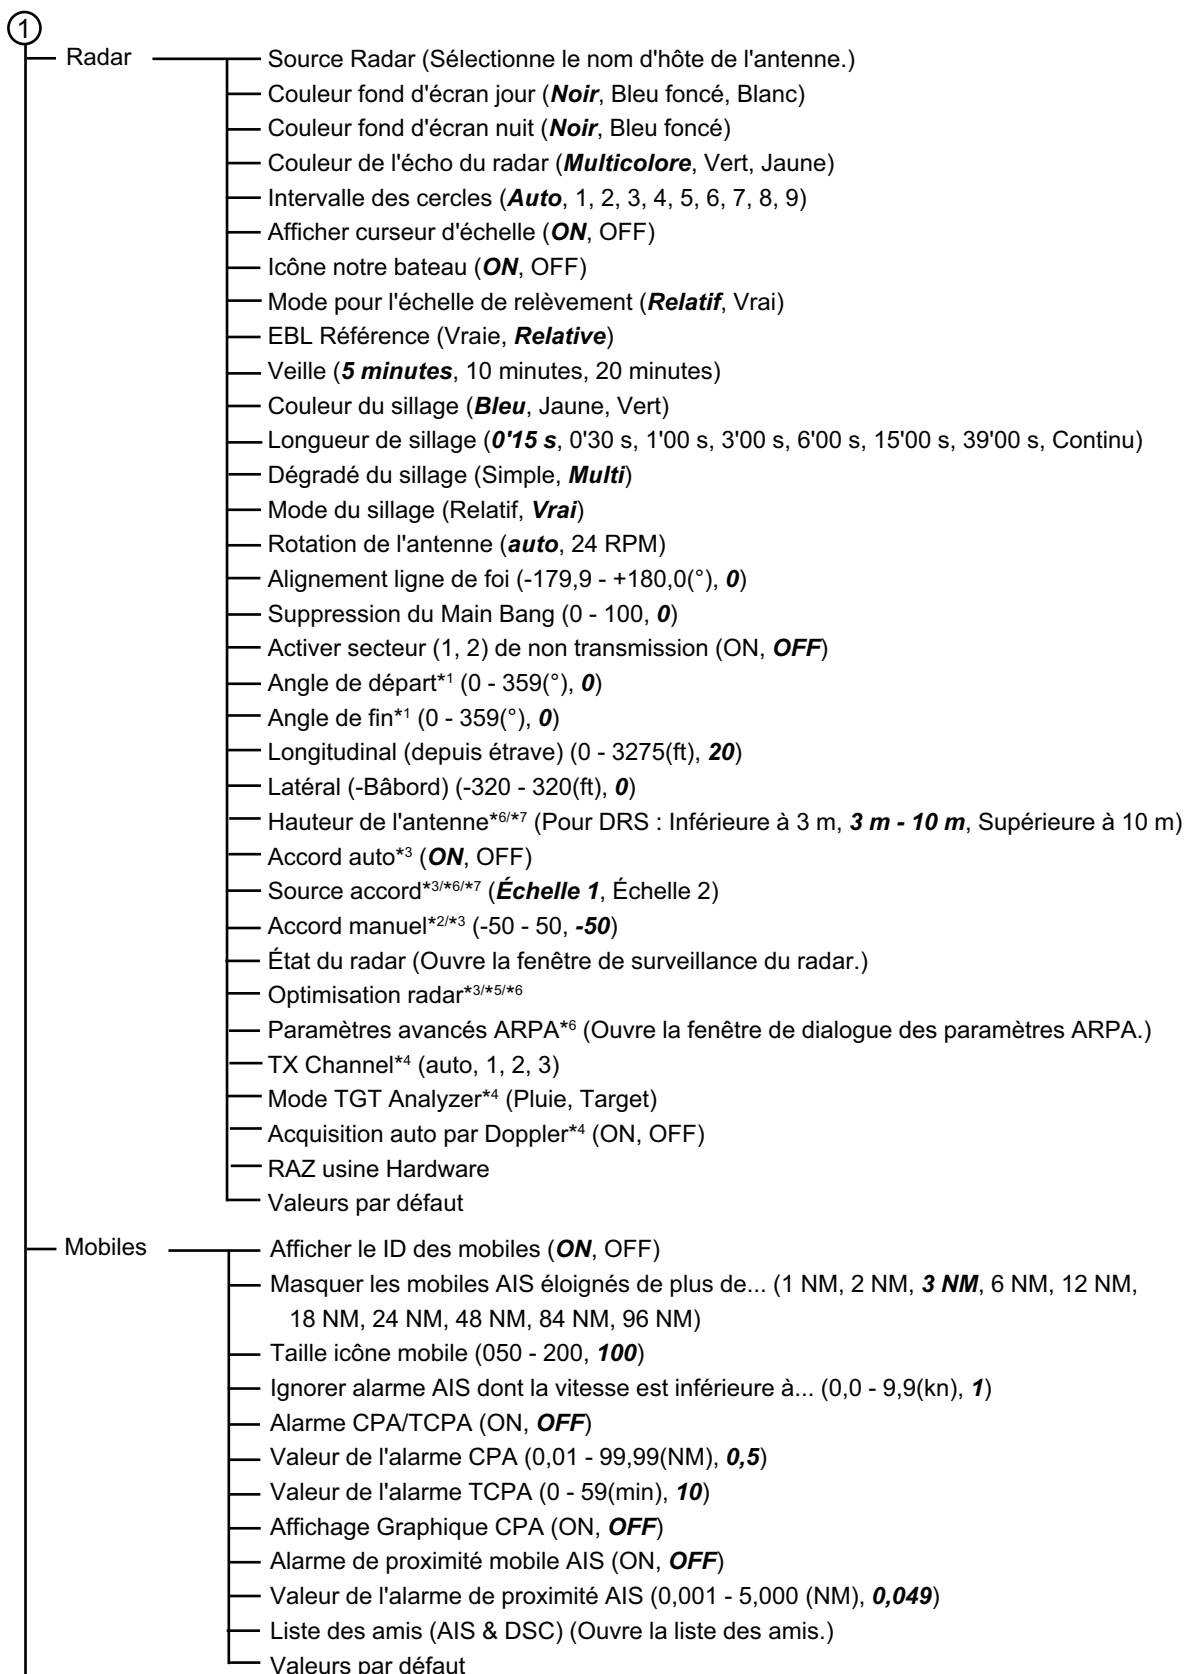 1
Radar
Source Radar (Sélectionne le nom d'hôte de l'antenne.)
Couleur fond d'écran jour (Noir, Bleu foncé, Blanc)
Couleur fond d'écran nuit (Noir, Bleu foncé)
Couleur de l'écho du radar (Multicolore, Vert, Jaune)
Intervalle des cercles (Auto, 1, 2, 3, 4, 5, 6, 7, 8, 9)
Afficher curseur d'échelle (ON, OFF)
Icône notre bateau (ON, OFF)
Mode pour l'échelle de relèvement (Relatif, Vrai)
EBL Référence (Vraie, Relative)
Veille (5 minutes, 10 minutes, 20 minutes)
Couleur du sillage (Bleu, Jaune, Vert)
Longueur de sillage (0'15 s, 0'30 s, 1'00 s, 3'00 s, 6'00 s, 15'00 s, 39'00 s, Continu)
Dégradé du sillage (Simple, Multi)
Mode du sillage (Relatif, Vrai)
Rotation de l'antenne (auto, 24 RPM)
Alignement ligne de foi (-179,9 - +180,0(°), 0)
Suppression du Main Bang (0 - 100, 0)
Activer secteur (1, 2) de non transmission (ON, OFF)
Angle de départ*1 (0 - 359(°), 0)
Angle de fin*1 (0 - 359(°), 0)
Longitudinal (depuis étrave) (0 - 3275(ft), 20)
Latéral (-Bâbord) (-320 - 320(ft), 0)
Hauteur de l'antenne*6/*7 (Pour DRS : Inférieure à 3 m, 3 m - 10 m, Supérieure à 10 m)
Accord auto*3 (ON, OFF)
Source accord*3/*6/*7 (Échelle 1, Échelle 2)
Accord manuel*2/*3 (-50 - 50, -50)
État du radar (Ouvre la fenêtre de surveillance du radar.)
Optimisation radar*3/*5/*6
Paramètres avancés ARPA*6 (Ouvre la fenêtre de dialogue des paramètres ARPA.)
TX Channel*4 (auto, 1, 2, 3)
Mode TGT Analyzer*4 (Pluie, Target)
Acquisition auto par Doppler*4 (ON, OFF)
RAZ usine Hardware
Valeurs par défaut
Mobiles
Afficher le ID des mobiles (ON, OFF)
Masquer les mobiles AIS éloignés de plus de... (1 NM, 2 NM, 3 NM, 6 NM, 12 NM,
18 NM, 24 NM, 48 NM, 84 NM, 96 NM)
Taille icône mobile (050 - 200, 100)
Ignorer alarme AIS dont la vitesse est inférieure à... (0,0 - 9,9(kn), 1)
Alarme CPA/TCPA (ON, OFF)
Valeur de l'alarme CPA (0,01 - 99,99(NM), 0,5)
Valeur de l'alarme TCPA (0 - 59(min), 10)
Affichage Graphique CPA (ON, OFF)
Alarme de proximité mobile AIS (ON, OFF)
Valeur de l'alarme de proximité AIS (0,001 - 5,000 (NM), 0,049)
Liste des amis (AIS & DSC) (Ouvre la liste des amis.)
Valeurs par défaut